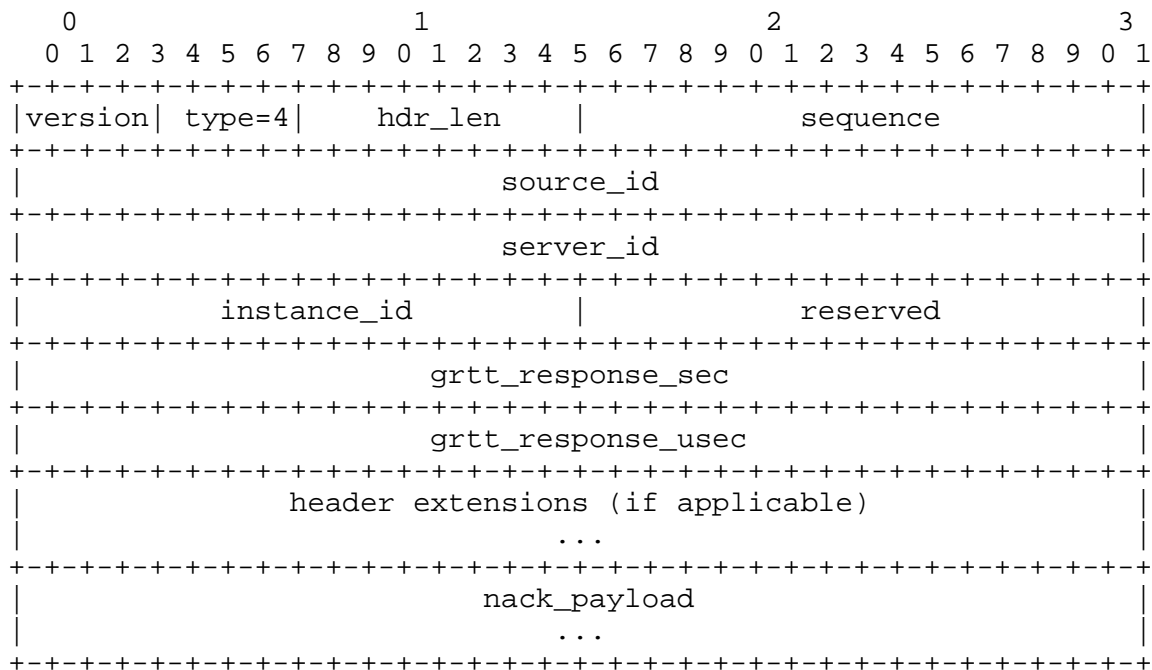 0                   1                   2                   3
0 1 2 3 4 5 6 7 8 9 0 1 2 3 4 5 6 7 8 9 0 1 2 3 4 5 6 7 8 9 0 1
+-+-+-+-+-+-+-+-+-+-+-+-+-+-+-+-+-+-+-+-+-+-+-+-+-+-+-+-+-+-+-+-+
|version| type=4|    hdr_len    |            sequence           |
+-+-+-+-+-+-+-+-+-+-+-+-+-+-+-+-+-+-+-+-+-+-+-+-+-+-+-+-+-+-+-+-+
|                           source_id                           |
+-+-+-+-+-+-+-+-+-+-+-+-+-+-+-+-+-+-+-+-+-+-+-+-+-+-+-+-+-+-+-+-+
|                           server_id                           |
+-+-+-+-+-+-+-+-+-+-+-+-+-+-+-+-+-+-+-+-+-+-+-+-+-+-+-+-+-+-+-+-+
|           instance_id         |            reserved           |
+-+-+-+-+-+-+-+-+-+-+-+-+-+-+-+-+-+-+-+-+-+-+-+-+-+-+-+-+-+-+-+-+
|                       grtt_response_sec                       |
+-+-+-+-+-+-+-+-+-+-+-+-+-+-+-+-+-+-+-+-+-+-+-+-+-+-+-+-+-+-+-+-+
|                       grtt_response_usec                      |
+-+-+-+-+-+-+-+-+-+-+-+-+-+-+-+-+-+-+-+-+-+-+-+-+-+-+-+-+-+-+-+-+
|               header extensions (if applicable)               |
|                              ...                              |
+-+-+-+-+-+-+-+-+-+-+-+-+-+-+-+-+-+-+-+-+-+-+-+-+-+-+-+-+-+-+-+-+
|                          nack_payload                         |
|                              ...                              |
+-+-+-+-+-+-+-+-+-+-+-+-+-+-+-+-+-+-+-+-+-+-+-+-+-+-+-+-+-+-+-+-+